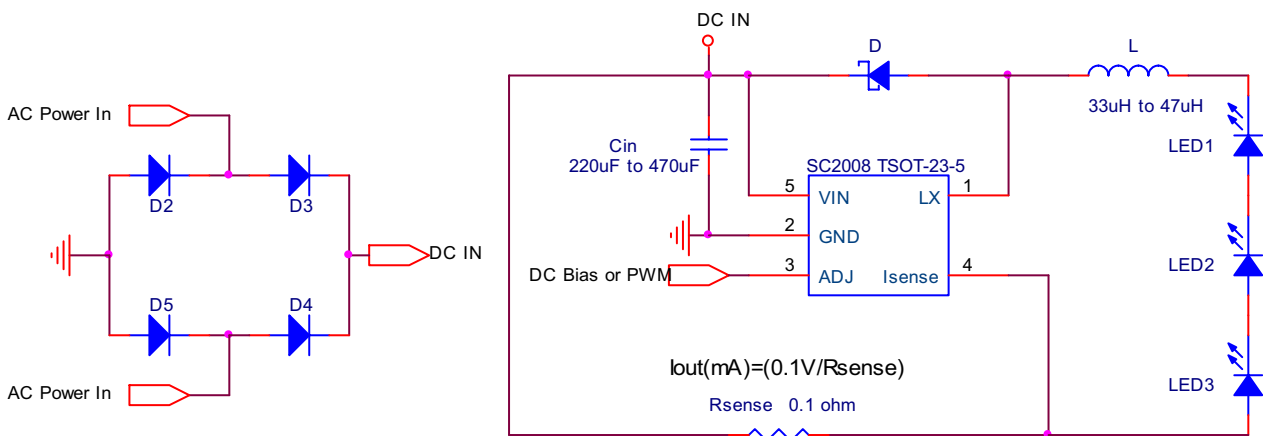 DC IN
D
L
AC Power In
33uH to 47uH
Cin
220uF to 470uF
LED1
SC2008 TSOT-23-5
D2
D3
5
VIN
LX
1
2
GND
DC IN
DC Bias or PWM
3
ADJ
Isense
4
LED2
D5
D4
Iout(mA)=(0.1V/Rsense)
AC Power In
Rsense 0.1 ohm
LED3